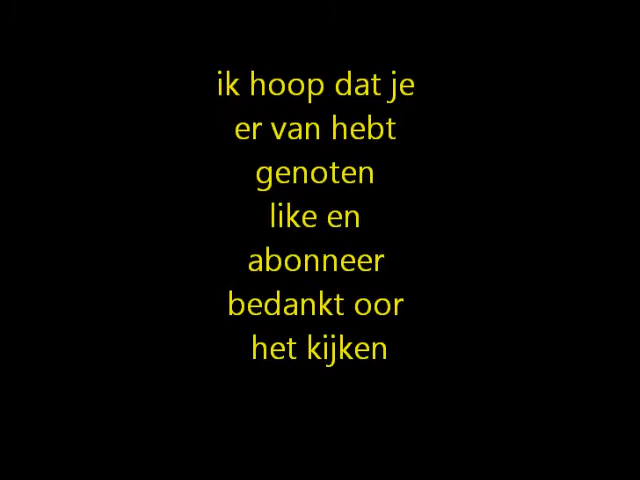 ik hoop dat je
er van hebt
genoten
like en
abonneer
bedankt oor
het kijken